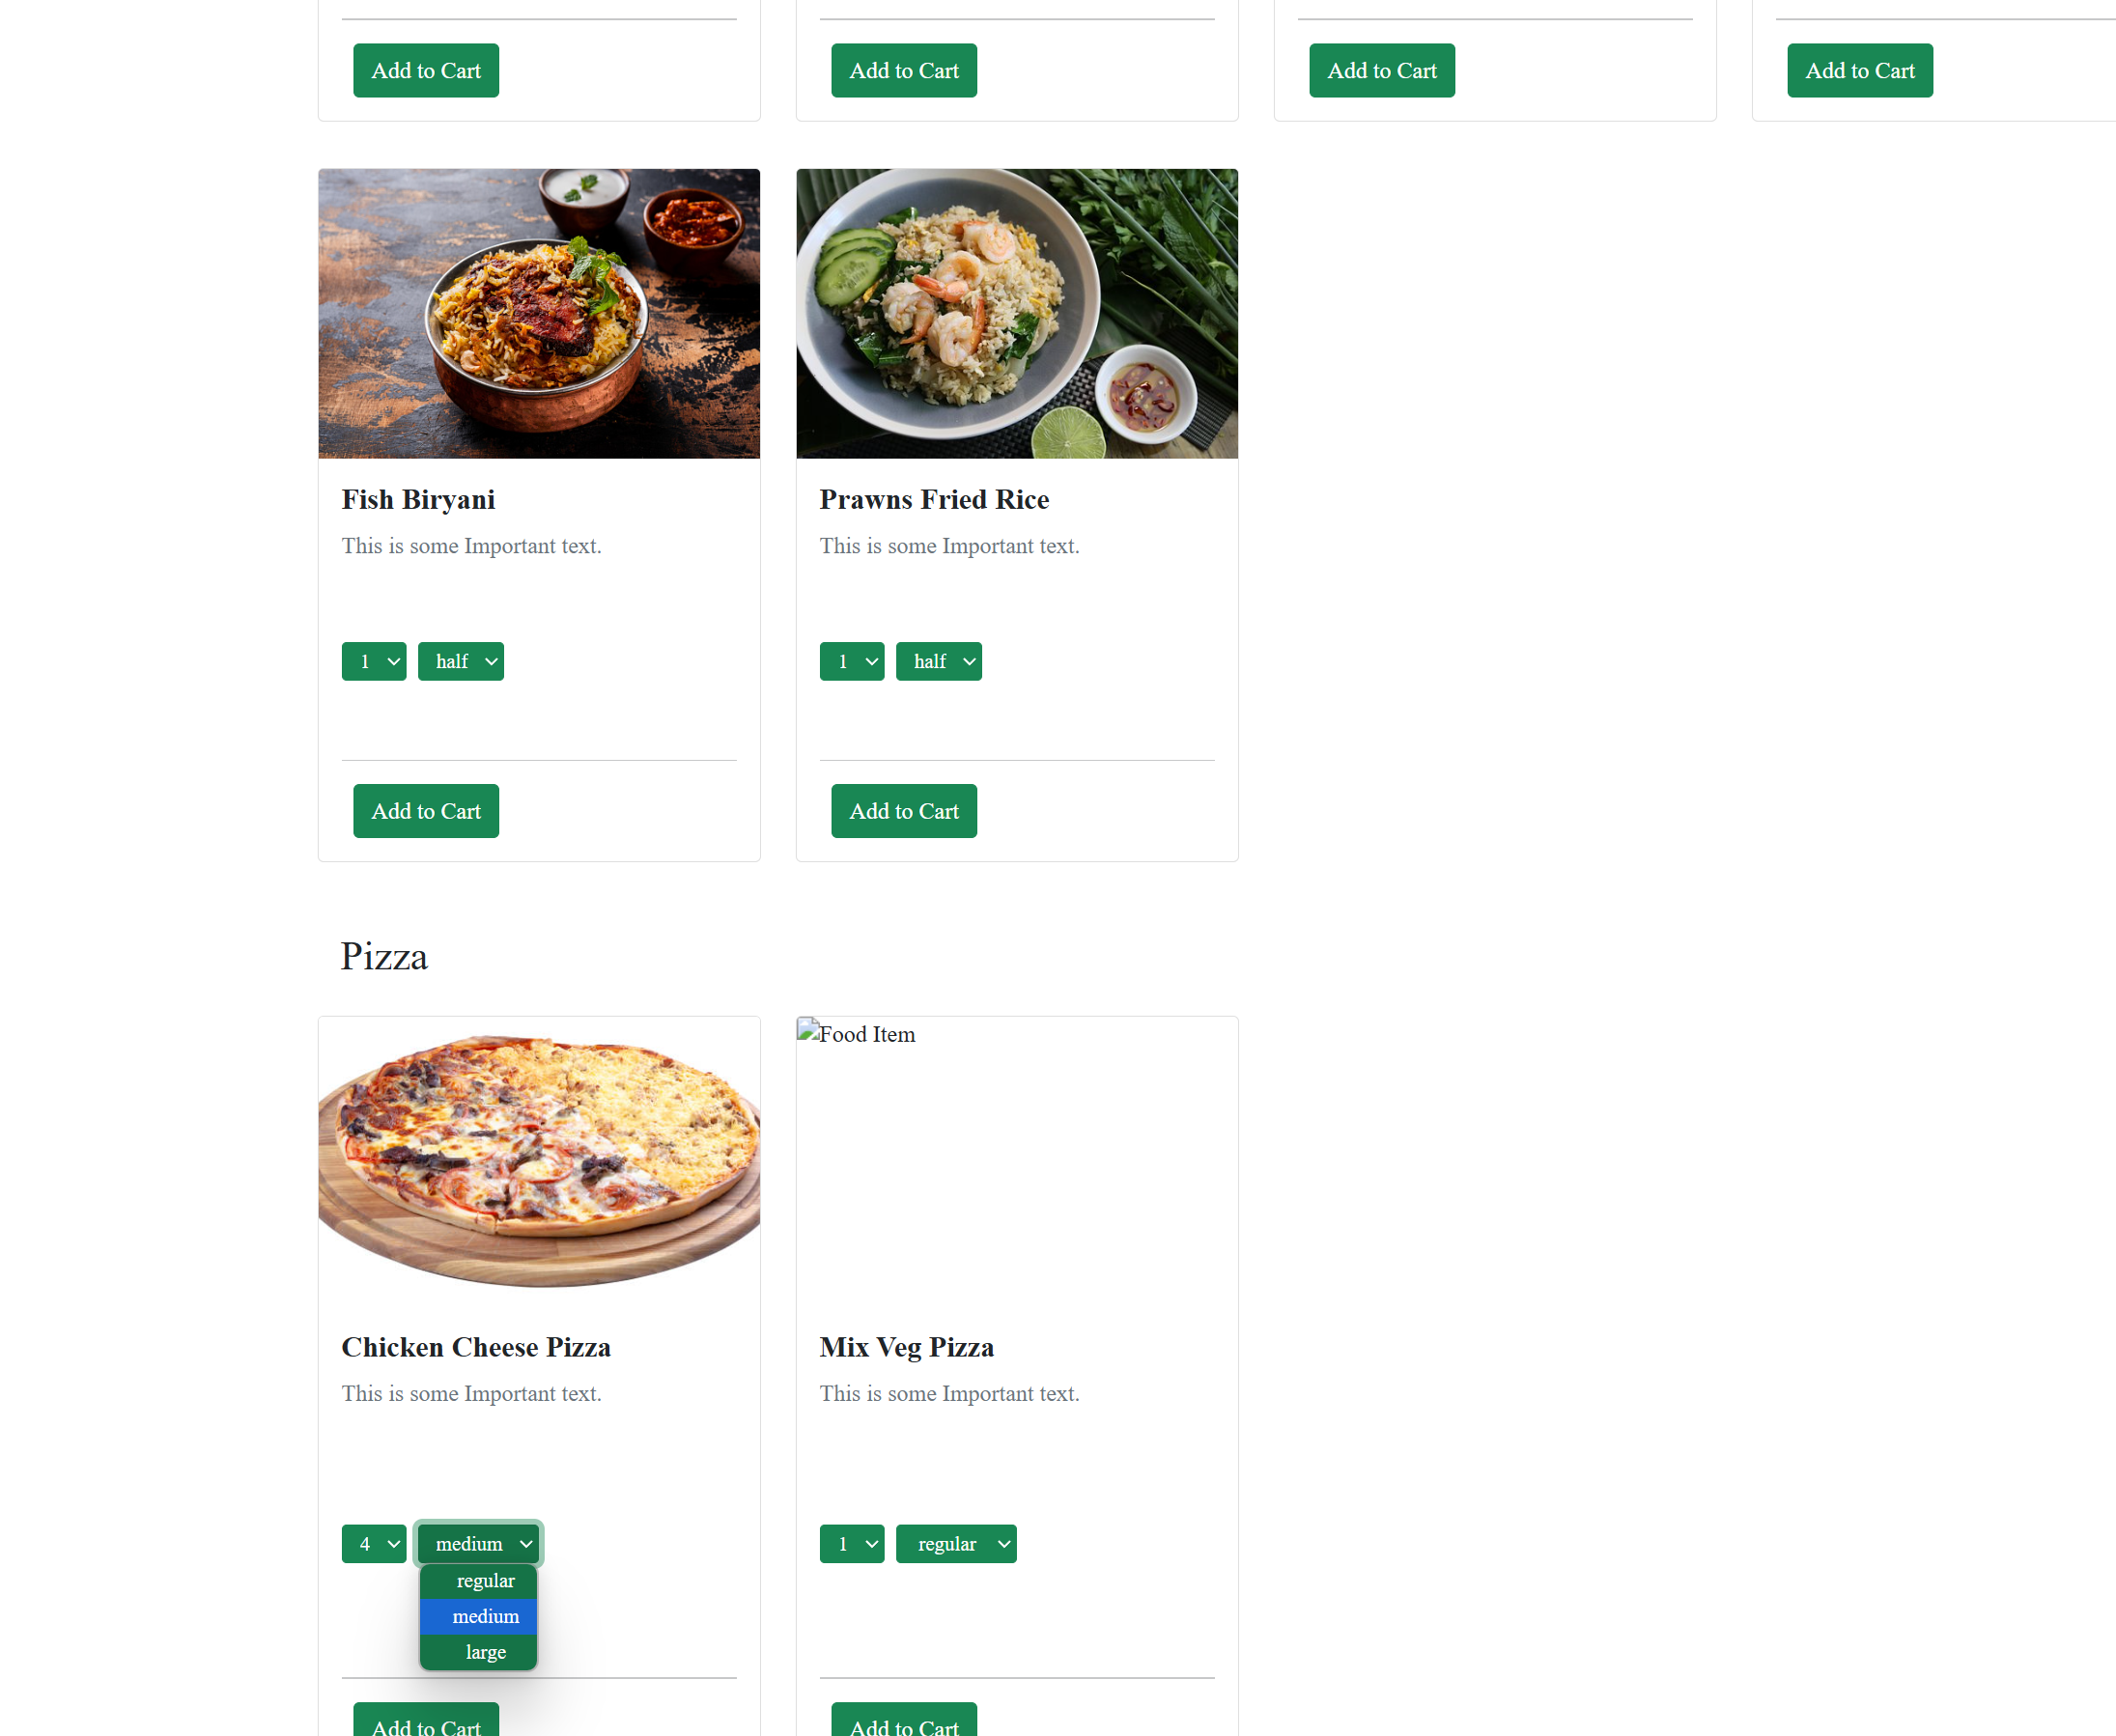 Add to Cart Add to Cart Add to Cart Add to Cart
Fish Biryani Prawns Fried Rice
This is some Important text. This is some Important text.
1 half 1 half
Add to Cart Add to Cart
Pizza
Food Item
Chicken Cheese Pizza Mix Veg Pizza
This is some Important text. This is some Important text.
4 medium 1 regular
regular
medium
large
Add to Cart Add to Cart